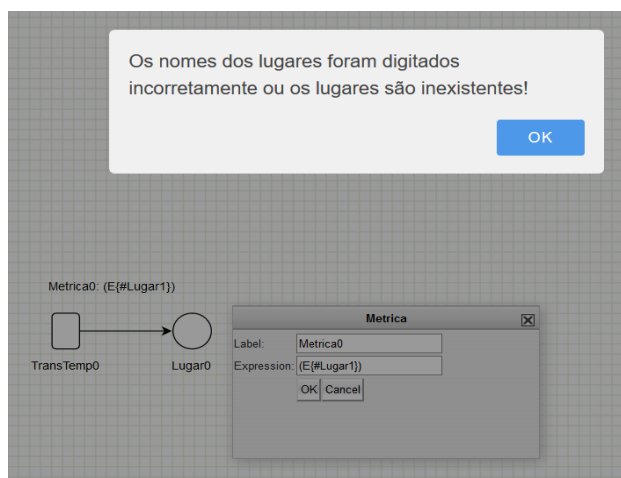 Os nomes dos lugares foram digitados
incorretamente ou os lugares são inexistentes!
OK
Metrica0: (E{#Lugar1})
TransTemp0
Lugar0
Metrica
Label: Metrica0
Expression: (E{#Lugar1})
OK Cancel